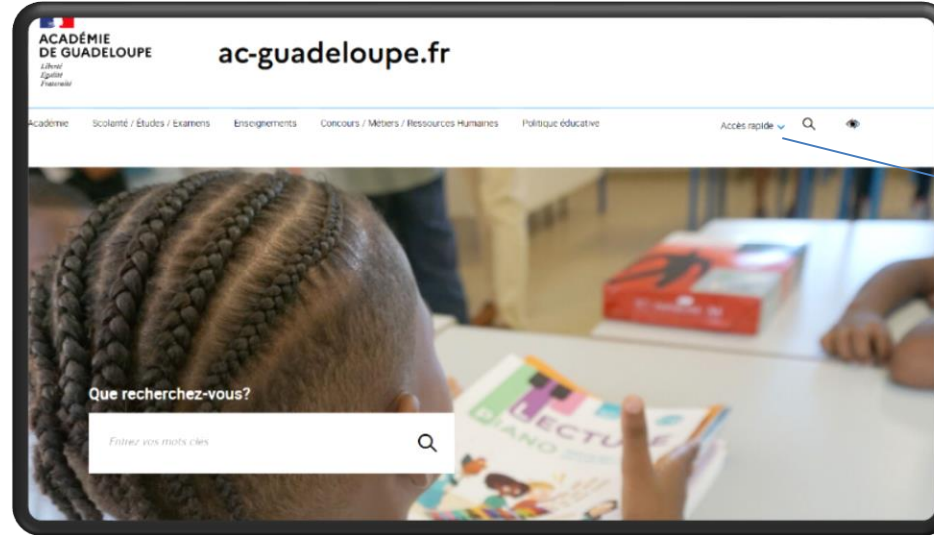 ACADÉMIE
DE GUADELOUPE
Liberté
Égalité
Fraternité
ac-guadeloupe.fr
Académie Scolarité / Études / Examens Enseignements Concours / Métiers / Ressources Humaines Politique éducative Accès rapide
Que recherchez-vous?
Entrez vos mots clés
LECTURE
PIANO